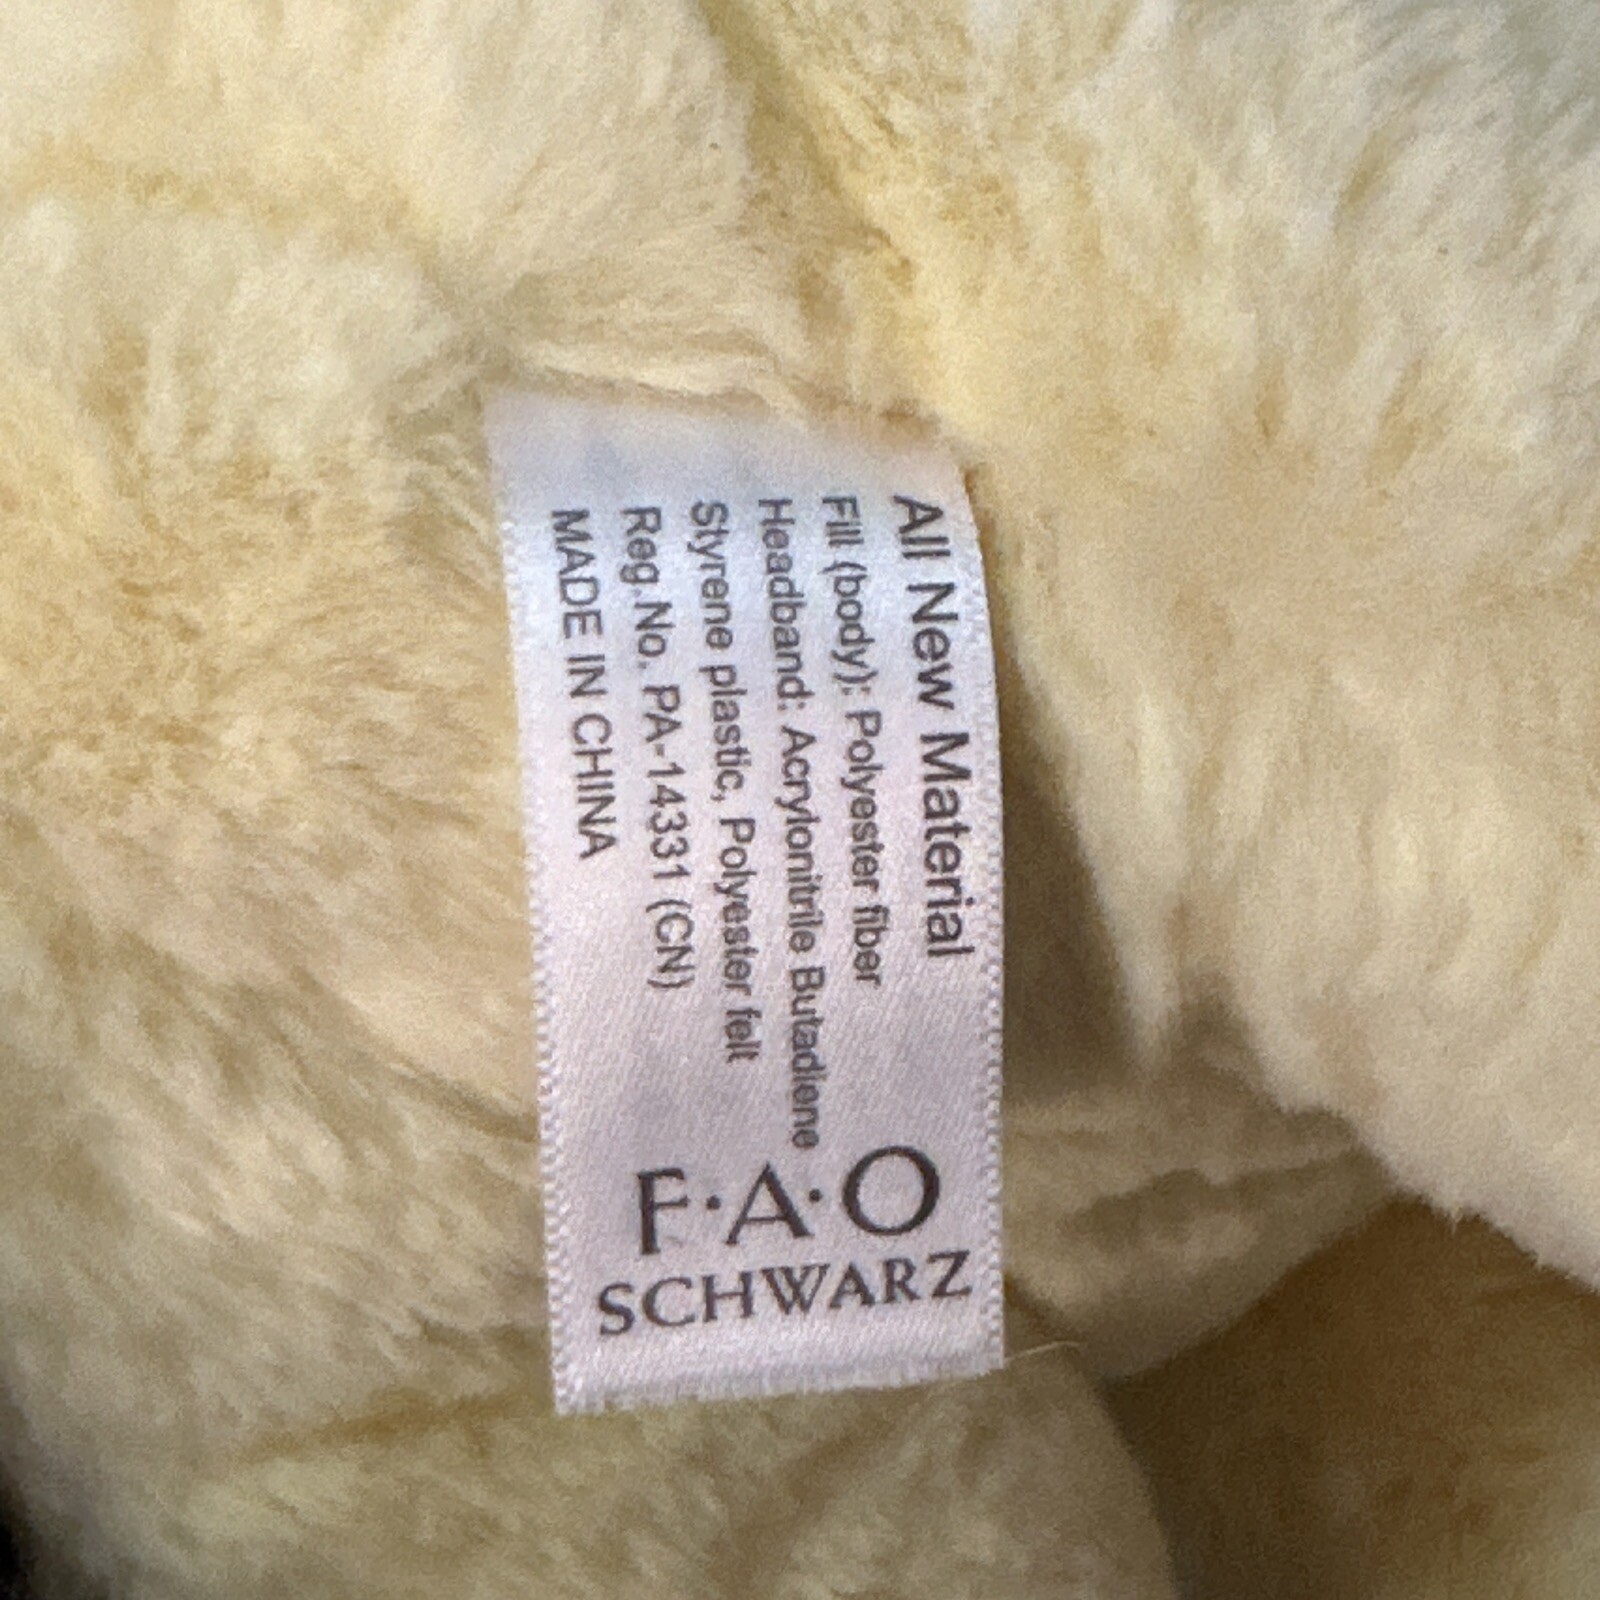 All New Material
Fill (body): Polyester fiber
Headband: Acrylonitrile Butadiene
Styrene plastic, Polyester felt
Reg.No. PA-14331 (CN)
MADE IN CHINA
F·A·O
SCHWARZ